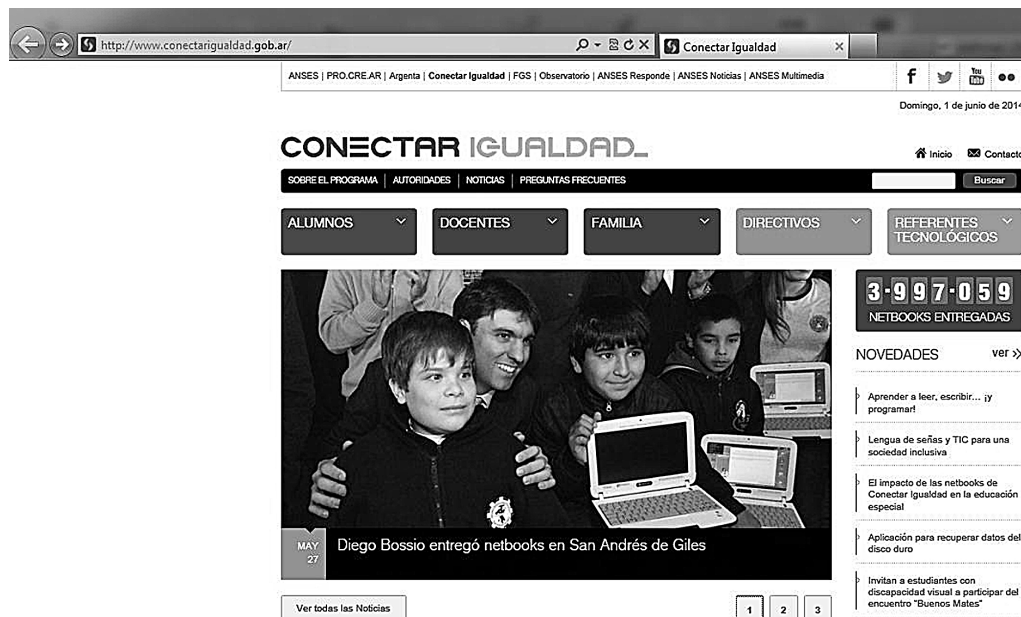 http://www.conectarigualdad.gob.ar/
Conectar Igualdad
ANSES | PRO.CRE.AR | Argenta | Conectar Igualdad | FGS | Observatorio | ANSES Responde | ANSES Noticias | ANSES Multimedia
f
You
Tube
Domingo, 1 de junio de 2014
CONECTAR IGUALDAD_
Inicio
Contacto
SOBRE EL PROGRAMA | AUTORIDADES | NOTICIAS | PREGUNTAS FRECUENTES
Buscar
ALUMNOS
DOCENTES
FAMILIA
DIRECTIVOS
REFERENTES
TECNOLÓGICOS
3·997·059
NETBOOKS ENTREGADAS
NOVEDADES
ver »
Aprender a leer, escribir... ¡y
programar!
Lengua de señas y TIC para una
sociedad inclusiva
El impacto de las netbooks de
Conectar Igualdad en la educación
especial
Aplicación para recuperar datos del
disco duro
Invitan a estudiantes con
discapacidad visual a participar del
encuentro "Buenos Mates"
MAY
27
Diego Bossio entregó netbooks en San Andrés de Giles
Ver todas las Noticias
1
2
3